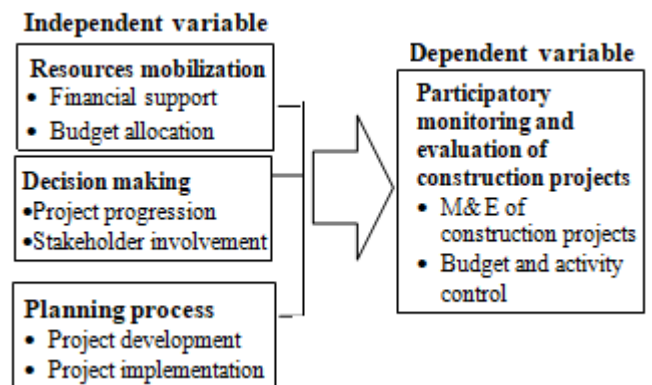 Independent variable
Resources mobilization
• Financial support
• Budget allocation
Decision making
•Project progression
•Stakeholder involvement
Planning process
• Project development
• Project implementation
Dependent variable
Participatory
monitoring and
evaluation of
construction projects
• M& E of
construction projects
• Budget and activity
control